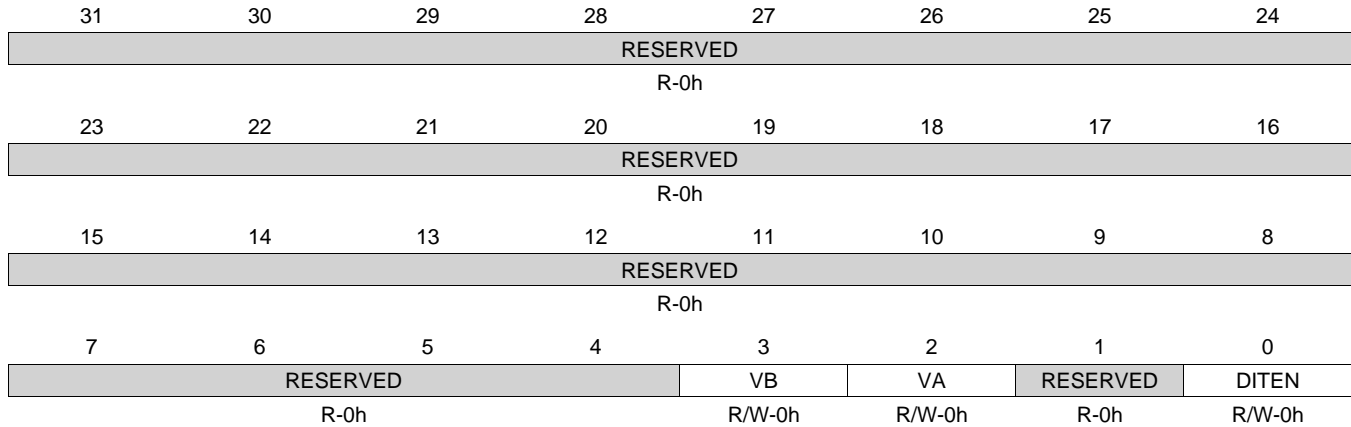 31 30 29 28 27 26 25 24
RESERVED
R-0h
23 22 21 20 19 18 17 16
RESERVED
R-0h
15 14 13 12 11 10 9 8
RESERVED
R-0h
7 6 5 4 3 2 1 0
RESERVED VB VA RESERVED DITEN
R-0h R/W-0h R/W-0h R-0h R/W-0h